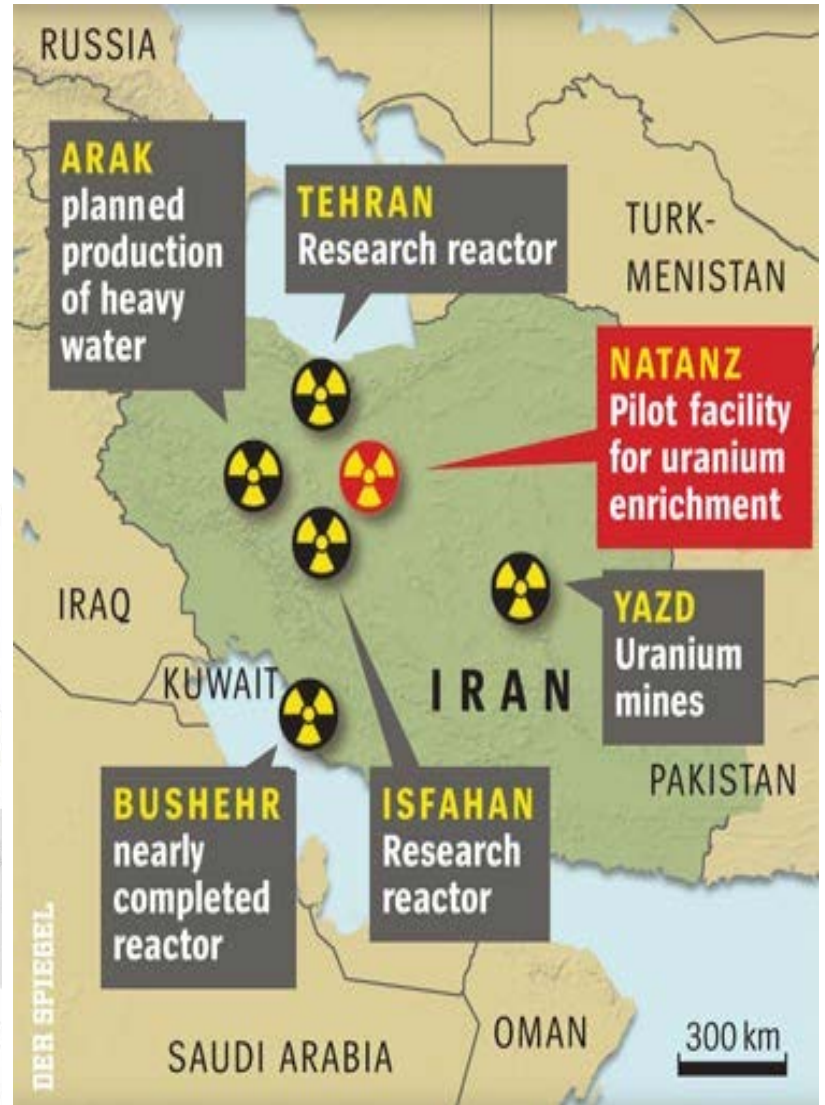 RUSSIA
ARAK
planned
production
of heavy
water
TEHRAN
Research reactor
TURK-
MENISTAN
NATANZ
Pilot facility
for uranium
enrichment
IRAQ
KUWAIT
IRAN
YAZD
Uranium
mines
PAKISTAN
BUSHEHR
nearly
completed
reactor
ISFAHAN
Research
reactor
DER SPIEGEL
SAUDI ARABIA
OMAN
300 km